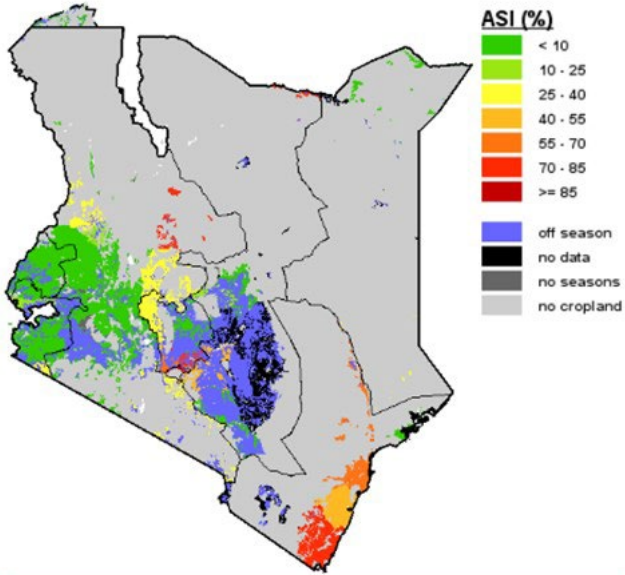 ASI (%)
< 10
10 - 25
25 - 40
40 - 55
55 - 70
70 - 85
>= 85
off season
no data
no seasons
no cropland